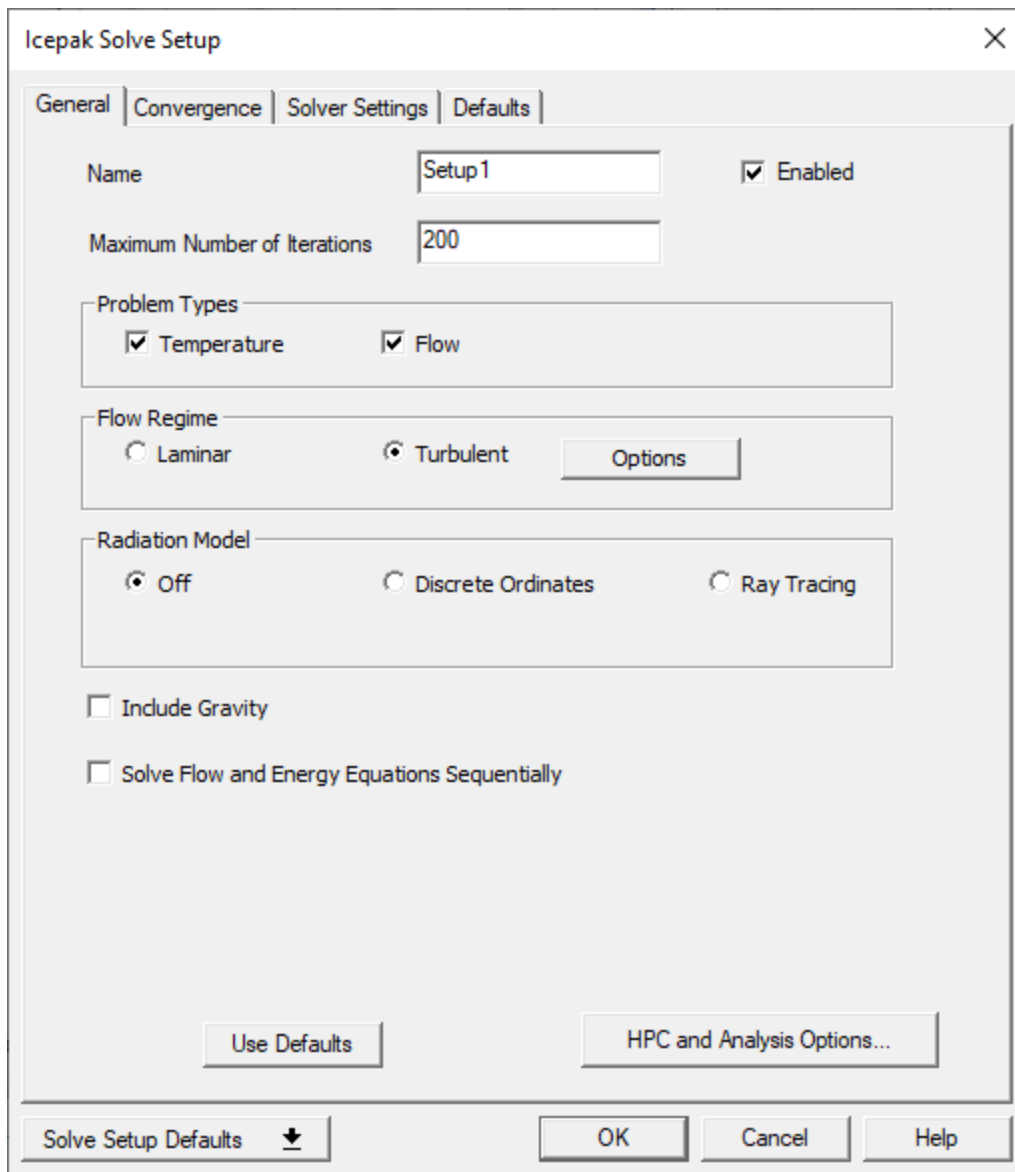 Icepak Solve Setup
General Convergence Solver Settings Defaults
Name Setup1 Enabled
Maximum Number of Iterations 200
Problem Types
Temperature Flow
Flow Regime
Laminar Turbulent Options
Radiation Model
Off Discrete Ordinates Ray Tracing
Include Gravity
Solve Flow and Energy Equations Sequentially
Use Defaults HPC and Analysis Options...
Solve Setup Defaults OK Cancel Help